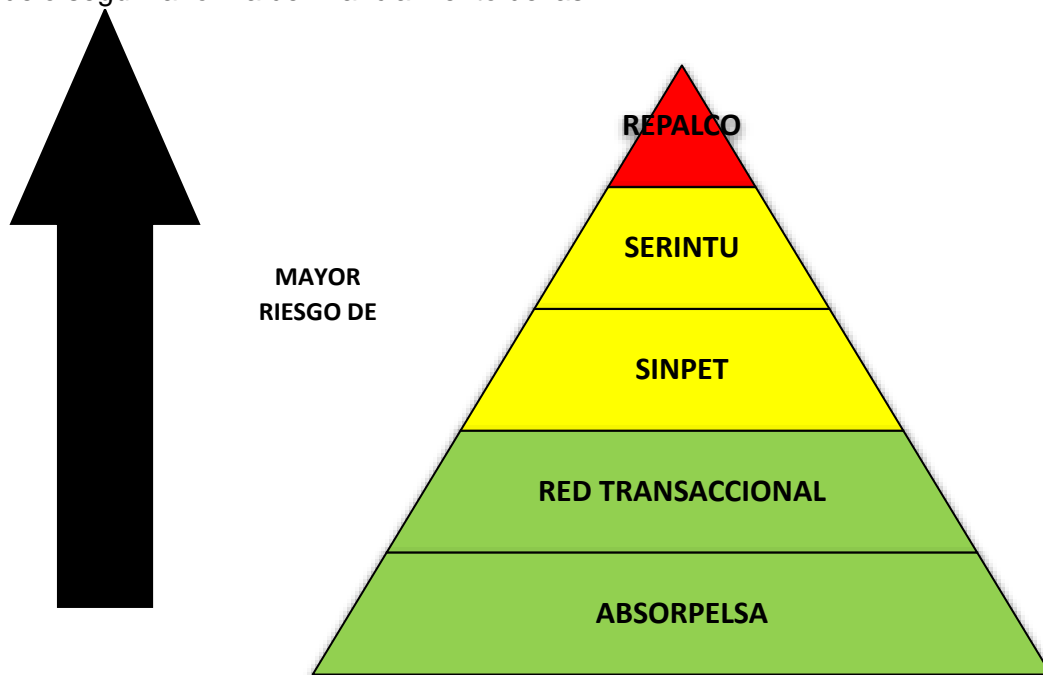 REPALCO
SERINTU
MAYOR
RIESGO DE
SINPET
RED TRANSACCIONAL
ABSORPELSA